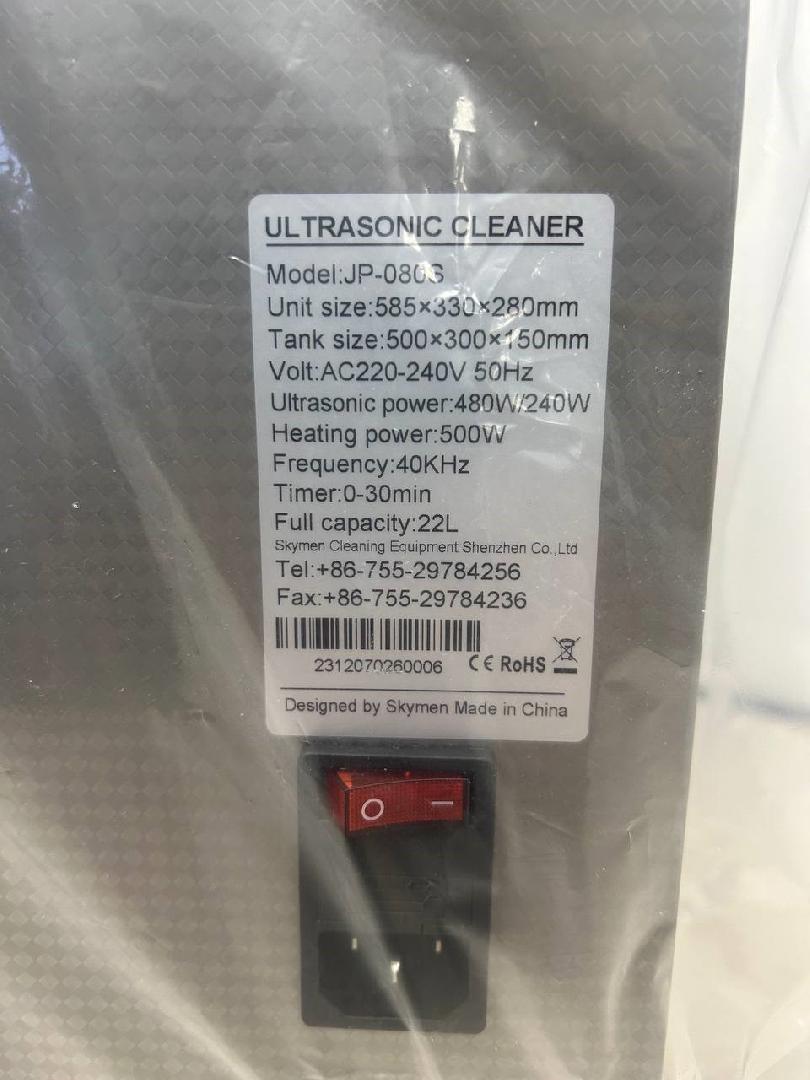 ULTRASONIC CLEANER
Model:JP-080S
Unit size:585×330×280mm
Tank size:500×300×150mm
Volt:AC220-240V 50Hz
Ultrasonic power:480W/240W
Heating power:500W
Frequency:40KHz
Timer:0-30min
Full capacity:22L
Skymen Cleaning Equipment Shenzhen Co.,Ltd
Tel:+86-755-29784256
Fax:+86-755-29784236
2312070260006 CE RoHS
Designed by Skymen Made in China